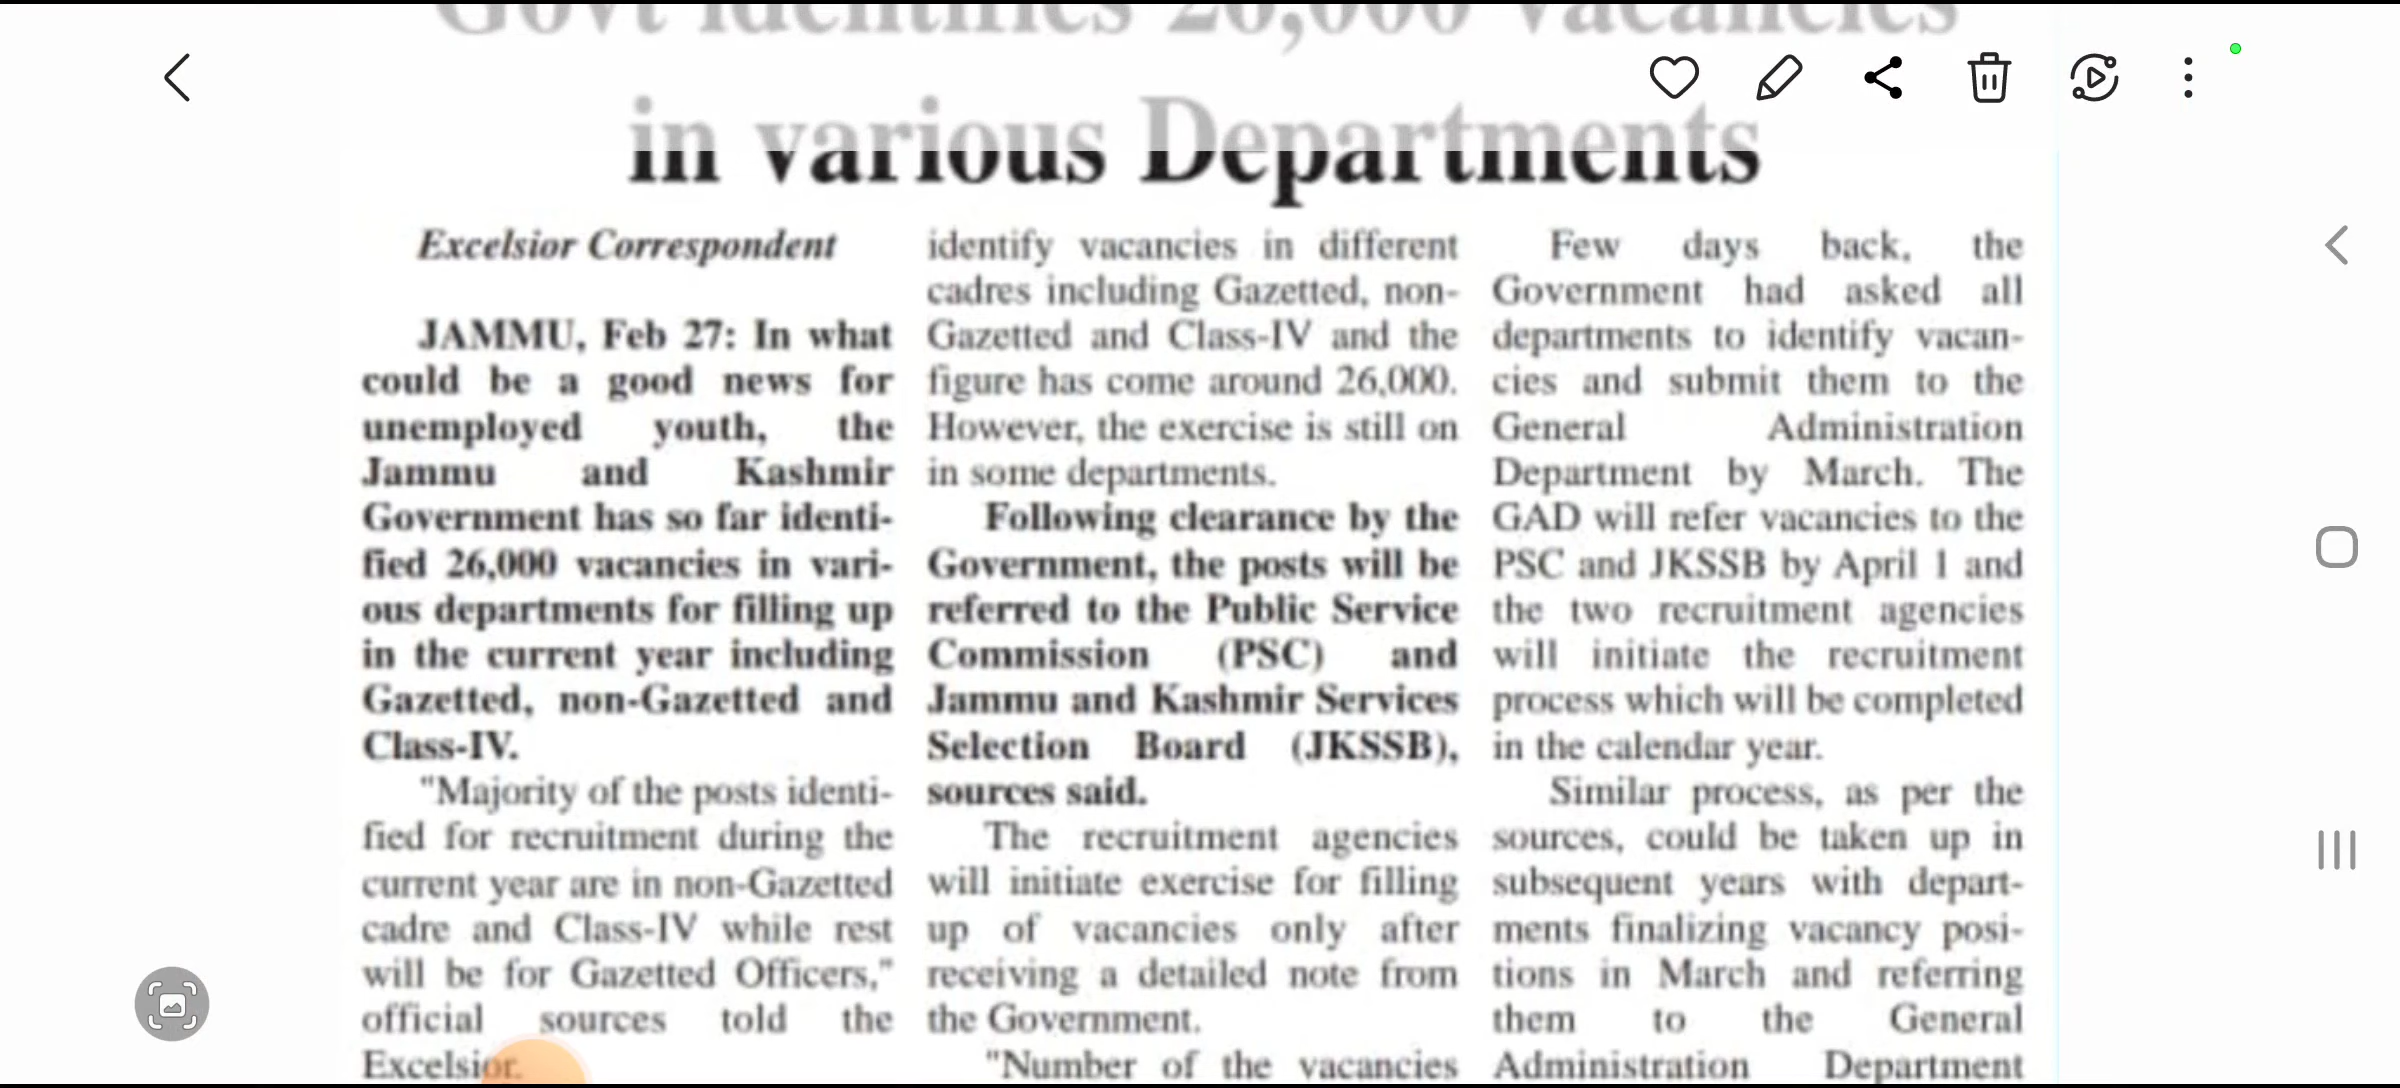 Govt identifies 26,000 vacancies
in various Departments
Excelsior Correspondent
JAMMU, Feb 27: In what
could be a good news for
unemployed youth, the
Jammu and Kashmir
Government has so far identi-
fied 26,000 vacancies in vari-
ous departments for filling up
in the current year including
Gazetted, non-Gazetted and
Class-IV.
"Majority of the posts identi-
fied for recruitment during the
current year are in non-Gazetted
cadre and Class-IV while rest
will be for Gazetted Officers,"
official sources told the
Excelsior.
identify vacancies in different
cadres including Gazetted, non-
Gazetted and Class-IV and the
figure has come around 26,000.
However, the exercise is still on
in some departments.
Following clearance by the
Government, the posts will be
referred to the Public Service
Commission (PSC) and
Jammu and Kashmir Services
Selection Board (JKSSB),
sources said.
The recruitment agencies
will initiate exercise for filling
up of vacancies only after
receiving a detailed note from
the Government.
"Number of the vacancies
Few days back, the
Government had asked all
departments to identify vacan-
cies and submit them to the
General Administration
Department by March. The
GAD will refer vacancies to the
PSC and JKSSB by April 1 and
the two recruitment agencies
will initiate the recruitment
process which will be completed
in the calendar year.
Similar process, as per the
sources, could be taken up in
subsequent years with depart-
ments finalizing vacancy posi-
tions in March and referring
them to the General
Administration Department